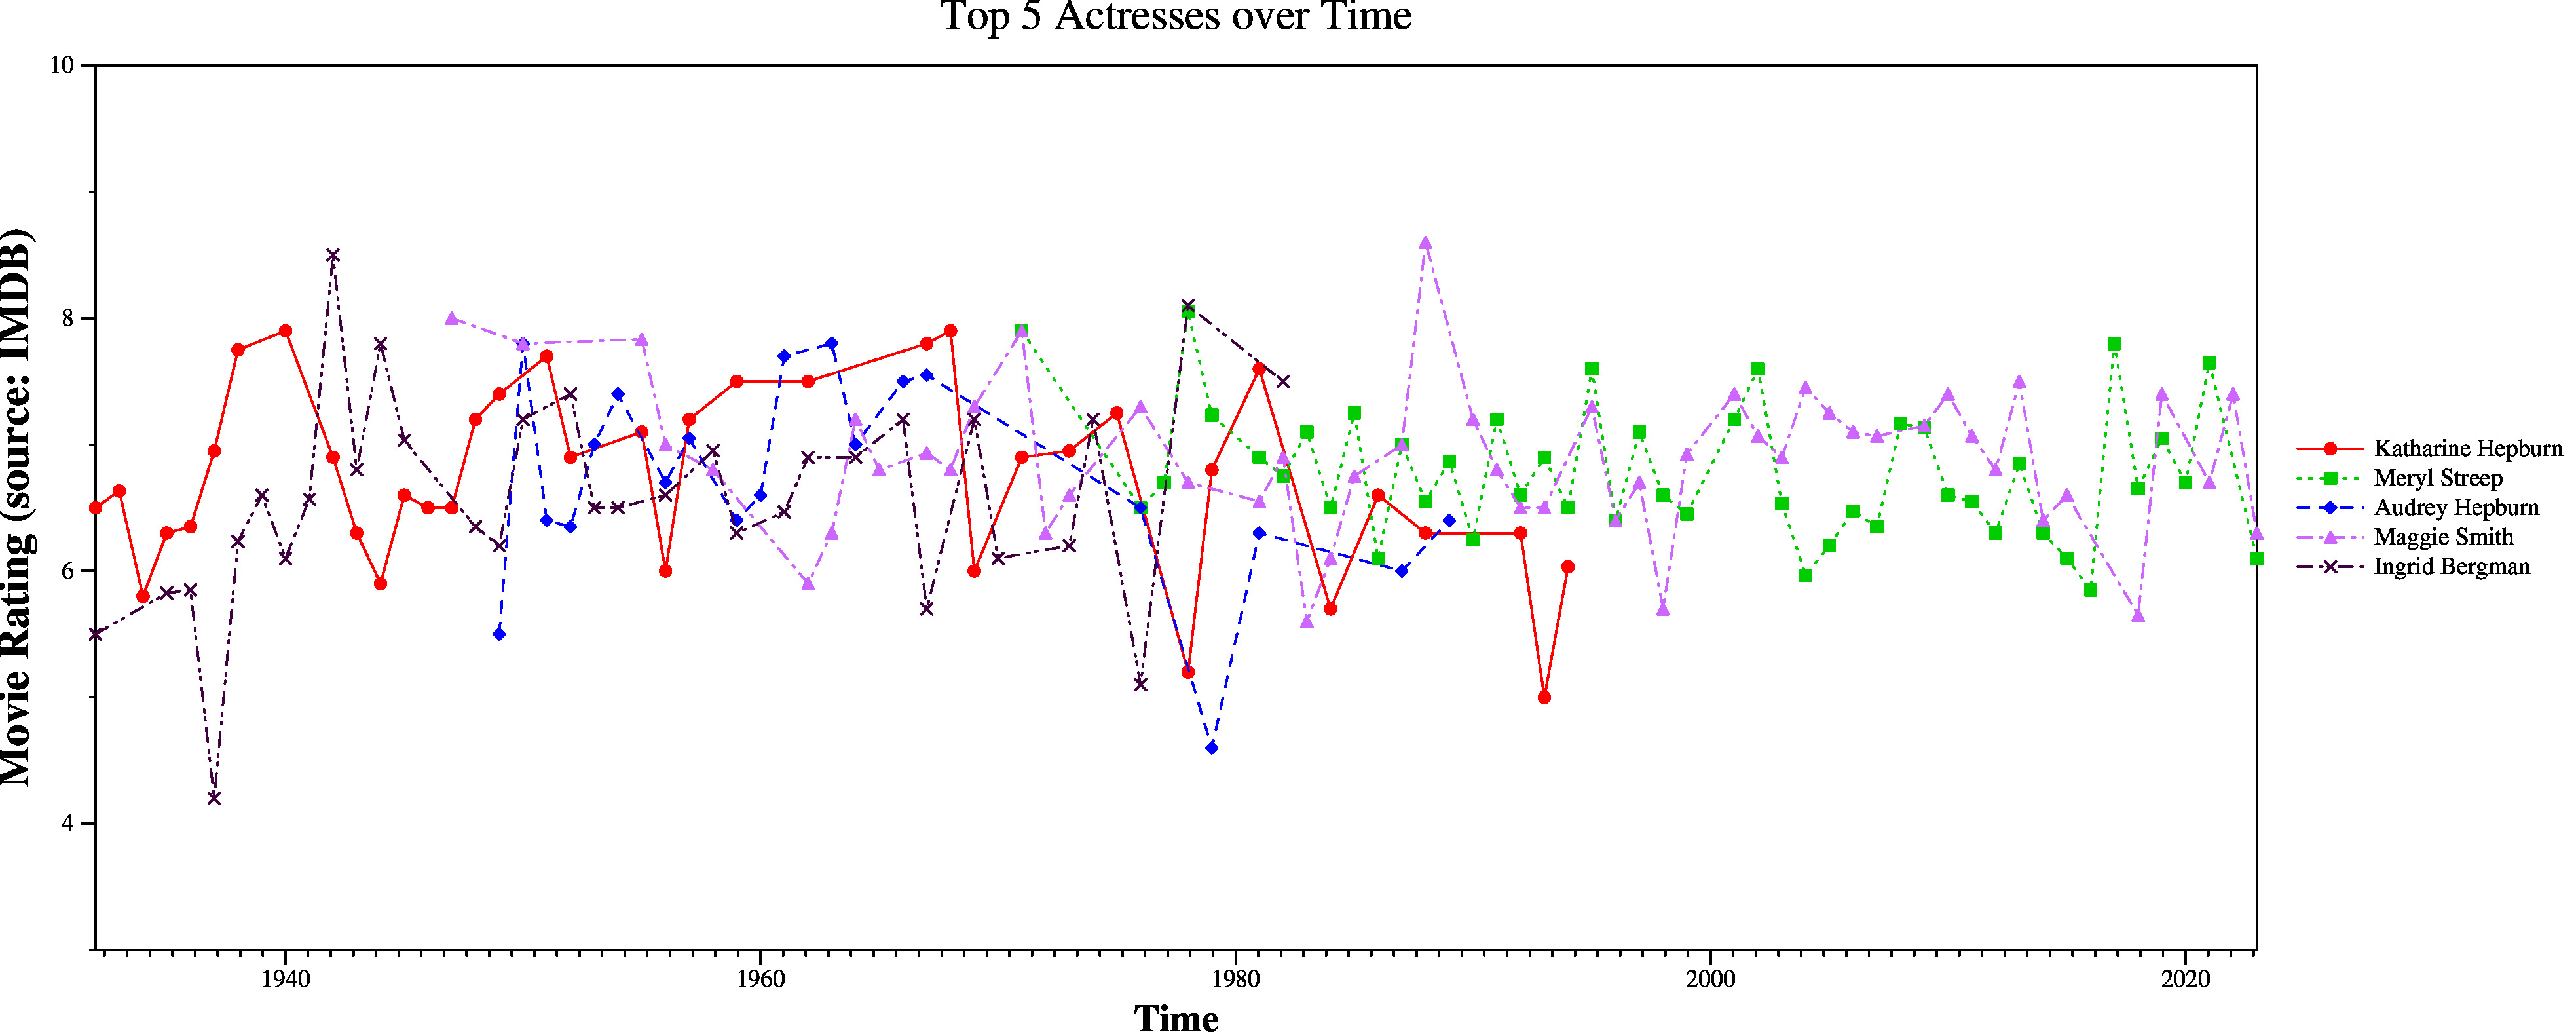 Top 5 Actresses over Time
10
8
6
4
Movie Rating (source: IMDB)
1940
1960
1980
2000
2020
Time
Katharine Hepburn
Meryl Streep
Audrey Hepburn
Maggie Smith
Ingrid Bergman